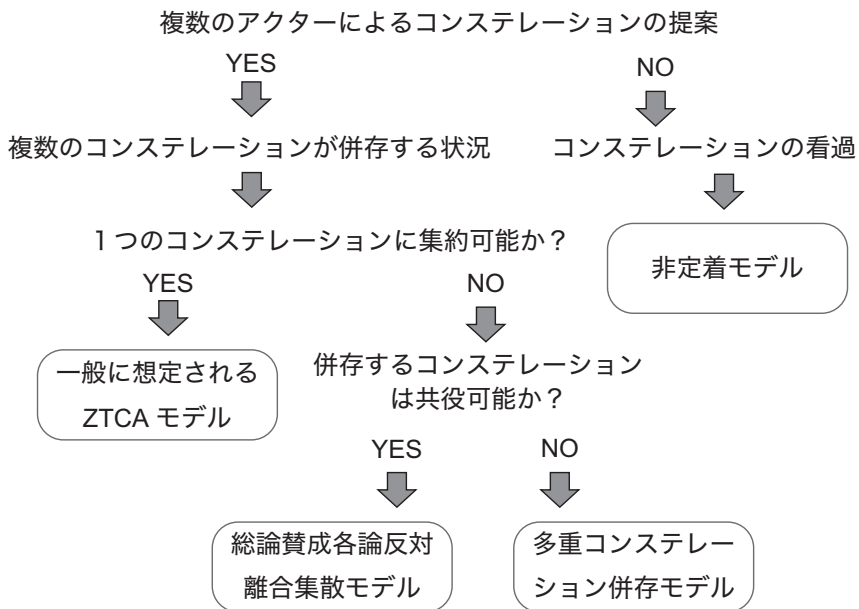 複数のアクターによるコンステレーションの提案
YES
NO
複数のコンステレーションが併存する状況
コンステレーションの看過
1つのコンステレーションに集約可能か？
非定着モデル
YES
NO
一般に想定される
ZTCA モデル
併存するコンステレーション
は共役可能か？
YES
NO
総論賛成各論反対
離合集散モデル
多重コンステレー
ション併存モデル